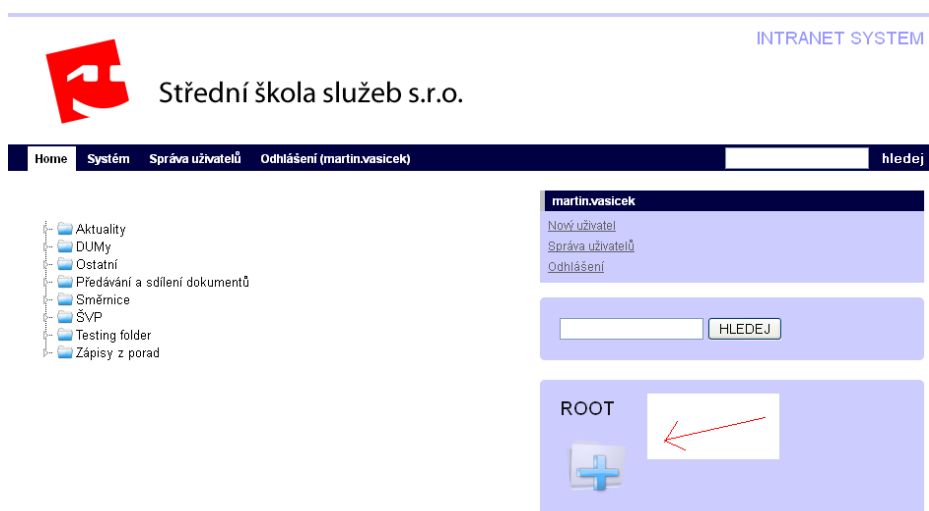 INTRANET SYSTEM
Střední škola služeb s.r.o.
Home Systém Správa uživatelů Odhlášení (martin.vasicek) hledej
martin.vasicek
Nový uživatel
Správa uživatelů
Odhlášení
Aktuality
DUMy
Ostatní
Předávání a sdílení dokumentů
Směrnice
ŠVP
Testing folder
Zápisy z porad
HLEDEJ
ROOT